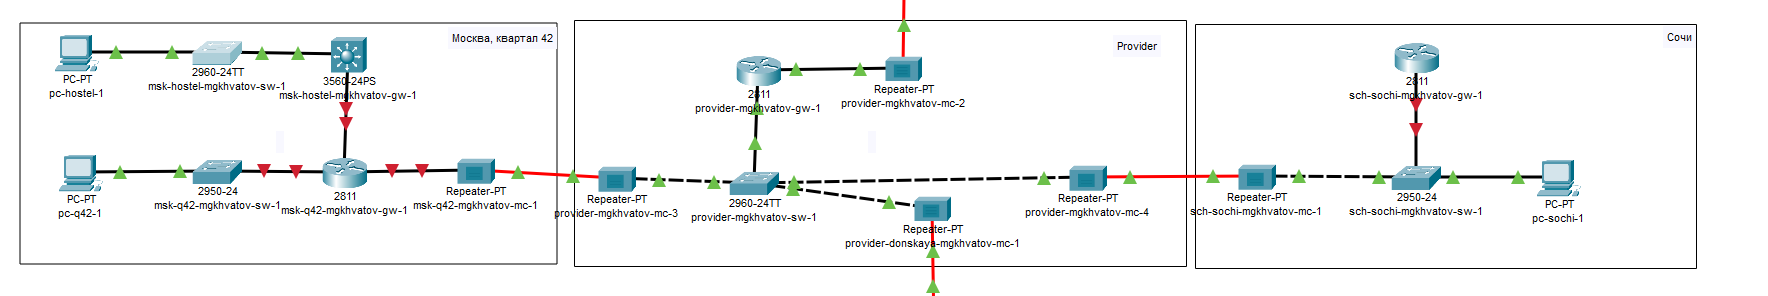 Москва, квартал 42
PC-PT
pc-hostel-1
2960-24TT
msk-hostel-mgkhvatov-sw-1
3560-24PS
msk-hostel-mgkhvatov-gw-1
PC-PT
pc-q42-1
2950-24
msk-q42-mgkhvatov-sw-1
2811
msk-q42-mgkhvatov-gw-1
Repeater-PT
msk-q42-mgkhvatov-mc-1
Provider
2811
provider-mgkhvatov-gw-1
Repeater-PT
provider-mgkhvatov-mc-2
Repeater-PT
provider-mgkhvatov-mc-3
2960-24TT
provider-mgkhvatov-sw-1
Repeater-PT
provider-mgkhvatov-mc-4
Repeater-PT
provider-donskaya-mgkhvatov-mc-1
Сочи
2811
sch-sochi-mgkhvatov-gw-1
Repeater-PT
sch-sochi-mgkhvatov-mc-1
2950-24
sch-sochi-mgkhvatov-sw-1
PC-PT
pc-sochi-1